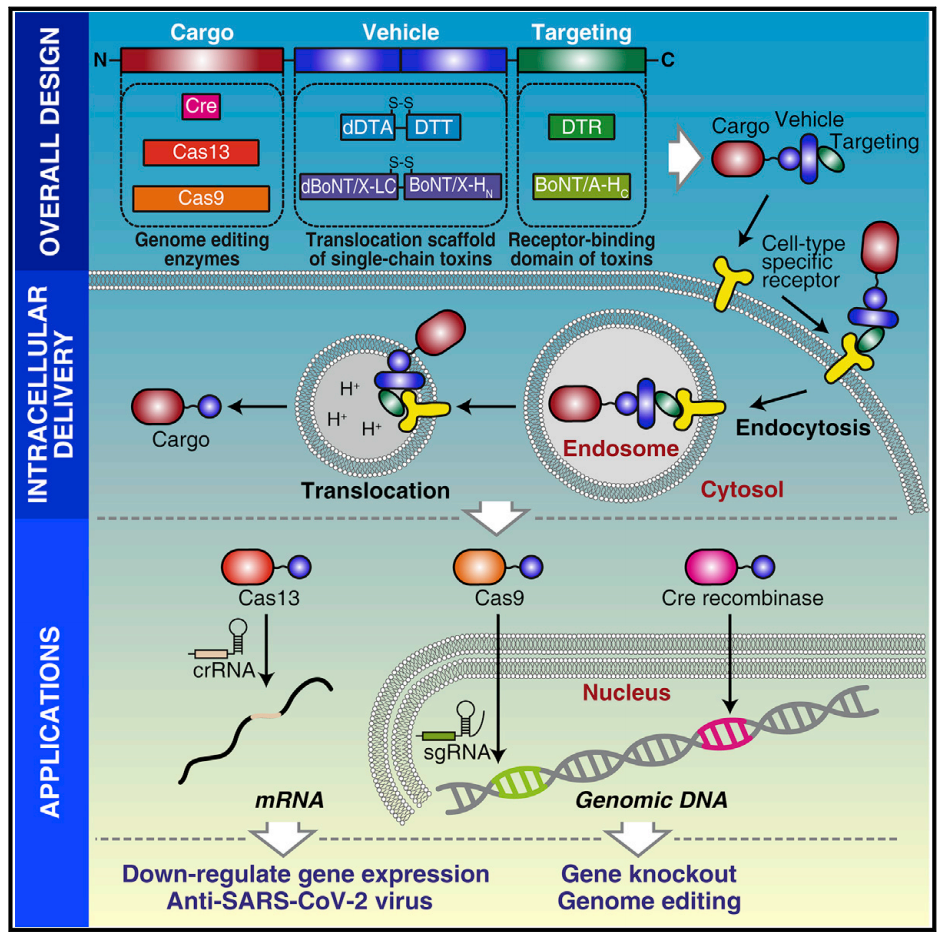 OVERALL DESIGN
Cargo
Vehicle
Targeting
N
C
Cre
Cas13
Cas9
Genome editing
enzymes
S-S
dDTA
DTT
S-S
dBoNT/X-LC
BoNT/X-HN
Translocation scaffold
of single-chain toxins
DTR
BoNT/A-HC
Receptor-binding
domain of toxins
Cargo
Vehicle
Targeting
Cell-type
specific
receptor
INTRACELLULAR
DELIVERY
Cargo
H+
H+
H+
Translocation
Endosome
Endocytosis
Cytosol
APPLICATIONS
Cas13
Cas9
Cre recombinase
crRNA
sgRNA
Nucleus
mRNA
Genomic DNA
Down-regulate gene expression
Anti-SARS-CoV-2 virus
Gene knockout
Genome editing